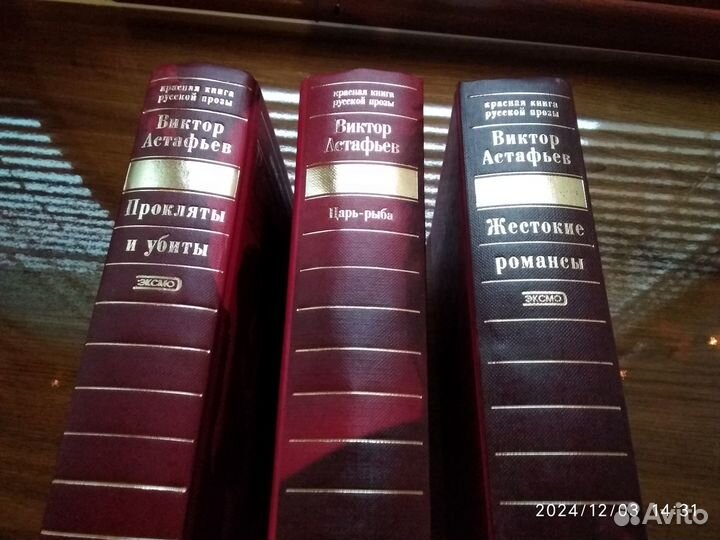 красная книга
русской прозы
Виктор
Астафьев
Прокляты
и убиты
ЭКСМО
красная книга
русской прозы
Виктор
Астафьев
Царь-рыба
красная книга
русской прозы
Виктор
Астафьев
Жестокие
романсы
ЭКСМО
2024/12/03 14:31
Avito